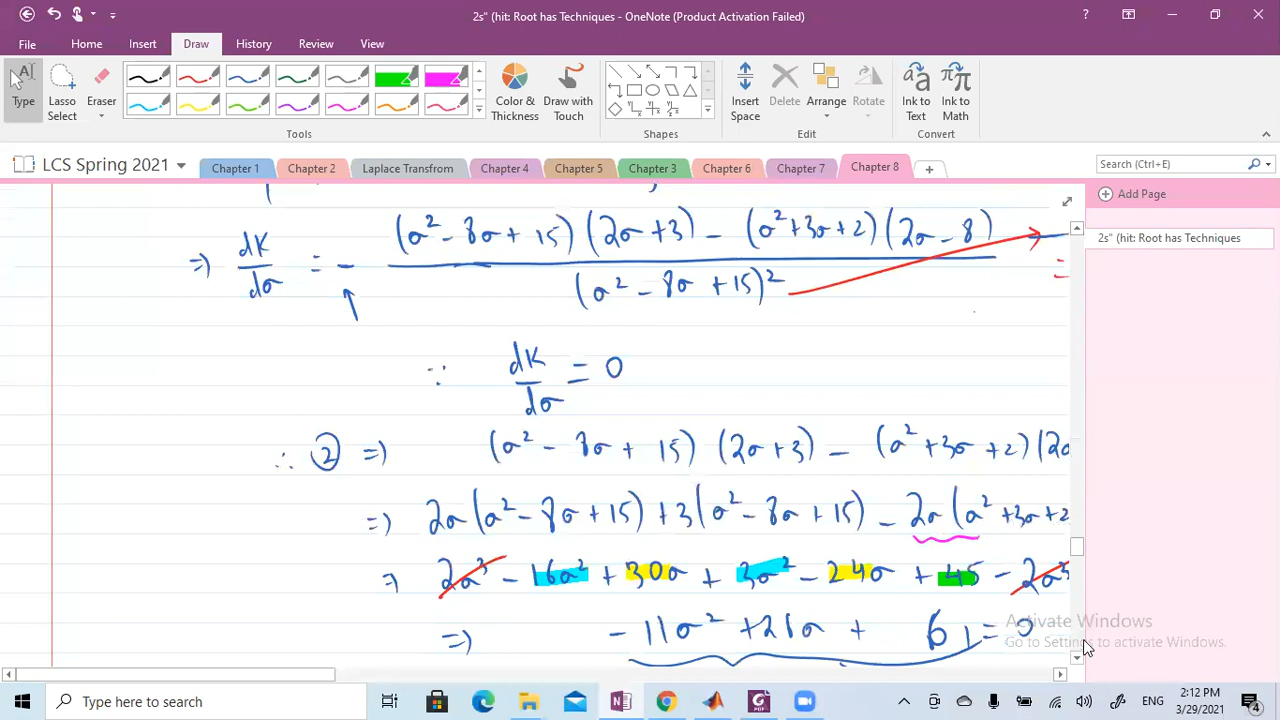 2s" (hit: Root has Techniques - OneNote (Product Activation Failed)
File Home Insert Draw History Review View
Type Lasso Select Eraser Color & Thickness Draw with Touch Insert Space Delete Arrange Rotate Ink to Text Ink to Math
Tools Shapes Edit Convert
LCS Spring 2021 Chapter 1 Chapter 2 Laplace Transfrom Chapter 4 Chapter 5 Chapter 3 Chapter 6 Chapter 7 Chapter 8 Search (Ctrl+E)
Add Page
2s" (hit: Root has Techniques
(σ² - 8σ + 15)(2σ + 3) - (σ² + 3σ + 2)(2σ - 8)
⇒ dK/dσ = -
(σ² - 8σ + 15)²
=
∵ dK/dσ = 0
∴ ② ⇒ (σ² - 8σ + 15) (2σ + 3) - (σ² + 3σ + 2)(2σ
⇒ 2σ(σ² - 8σ + 15) + 3(σ² - 8σ + 15) - 2σ(σ² + 3σ + 2
⇒ 2σ³ - 16σ² + 30σ + 3σ² - 24σ + 45 - 2σ³
⇒ - 11σ² + 26σ + 61 = 0
Activate Windows
Go to Settings to activate Windows.
Type here to search
ENG
2:12 PM
3/29/2021
4